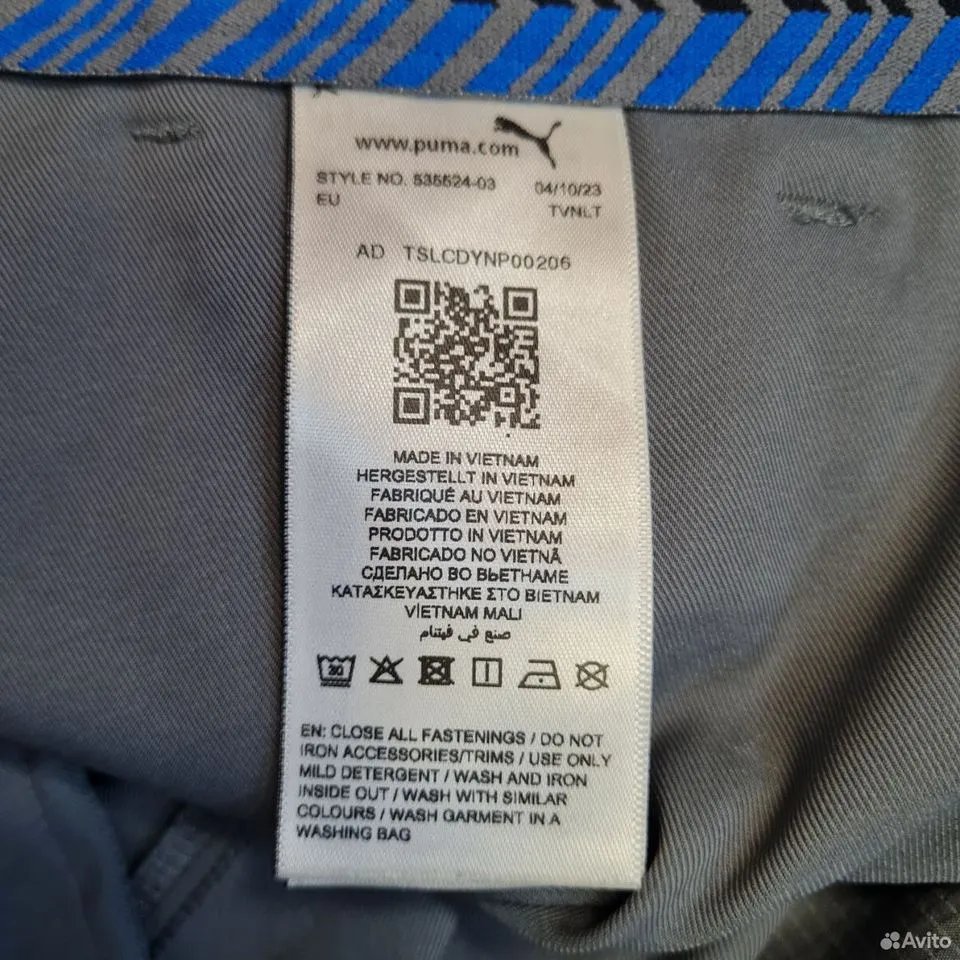 www.puma.com
STYLE NO. 535524-03 04/10/23
EU TVNLT
AD TSLCDYNP00206
MADE IN VIETNAM
HERGESTELLT IN VIETNAM
FABRIQUÉ AU VIETNAM
FABRICADO EN VIETNAM
PRODOTTO IN VIETNAM
FABRICADO NO VIETNÃ
СДЕЛАНО ВО ВЬЕТНАМЕ
ΚΑΤΑΣΚΕΥΑΣΤΗΚΕ ΣΤΟ ΒΙΕΤΝΑΜ
VİETNAM MALI
صنع في فيتنام
30
EN: CLOSE ALL FASTENINGS / DO NOT
IRON ACCESSORIES/TRIMS / USE ONLY
MILD DETERGENT / WASH AND IRON
INSIDE OUT / WASH WITH SIMILAR
COLOURS / WASH GARMENT IN A
WASHING BAG
Avito